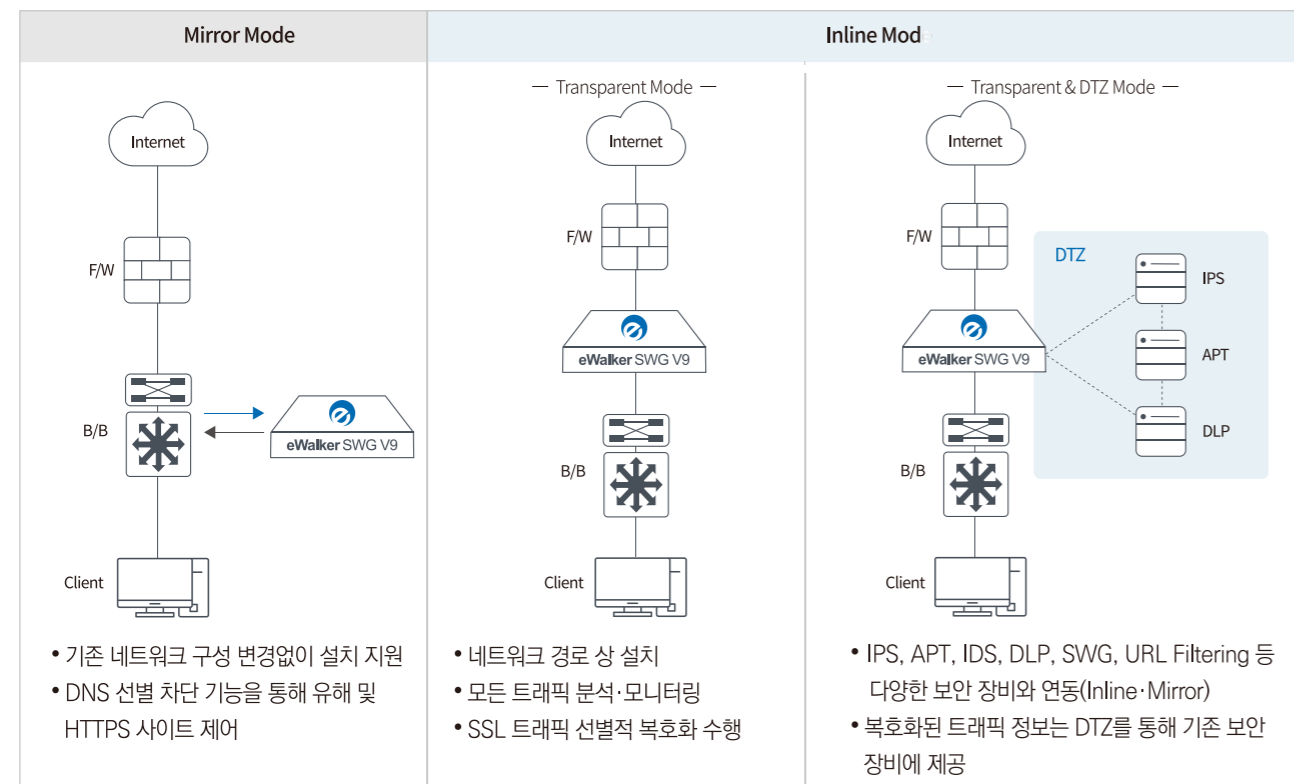 Mirror Mode
Inline Mod
Internet
F/W
B/B
eWalker SWG V9
Client
• 기존 네트워크 구성 변경없이 설치 지원
• DNS 선별 차단 기능을 통해 유해 및
HTTPS 사이트 제어
— Transparent Mode —
Internet
F/W
eWalker SWG V9
B/B
Client
• 네트워크 경로 상 설치
• 모든 트래픽 분석·모니터링
• SSL 트래픽 선별적 복호화 수행
— Transparent & DTZ Mode —
Internet
F/W
DTZ
IPS
eWalker SWG V9
APT
DLP
B/B
Client
• IPS, APT, IDS, DLP, SWG, URL Filtering 등
다양한 보안 장비와 연동(Inline·Mirror)
• 복호화된 트래픽 정보는 DTZ를 통해 기존 보안
장비에 제공